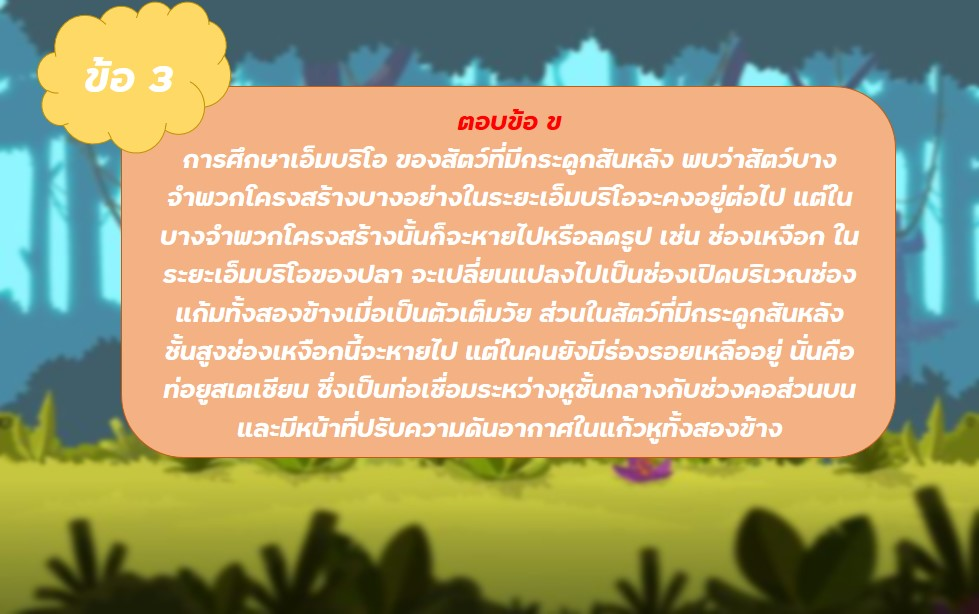 ข้อ 3
ตอบข้อ ข
การศึกษาเอ็มบริโอ ของสัตว์ที่มีกระดูกสันหลัง พบว่าสัตว์บาง
จำพวกโครงสร้างบางอย่างในระยะเอ็มบริโอจะคงอยู่ต่อไป แต่ใน
บางจำพวกโครงสร้างนั้นก็จะหายไปหรือลดรูป เช่น ช่องเหงือก ใน
ระยะเอ็มบริโอของปลา จะเปลี่ยนแปลงไปเป็นช่องเปิดบริเวณช่อง
แก้มทั้งสองข้างเมื่อเป็นตัวเต็มวัย ส่วนในสัตว์ที่มีกระดูกสันหลัง
ชั้นสูงช่องเหงือกนี้จะหายไป แต่ในคนยังมีร่องรอยเหลืออยู่ นั่นคือ
ท่อยูสเตเชียน ซึ่งเป็นท่อเชื่อมระหว่างหูชั้นกลางกับช่วงคอส่วนบน
และมีหน้าที่ปรับความดันอากาศในแก้วหูทั้งสองข้าง